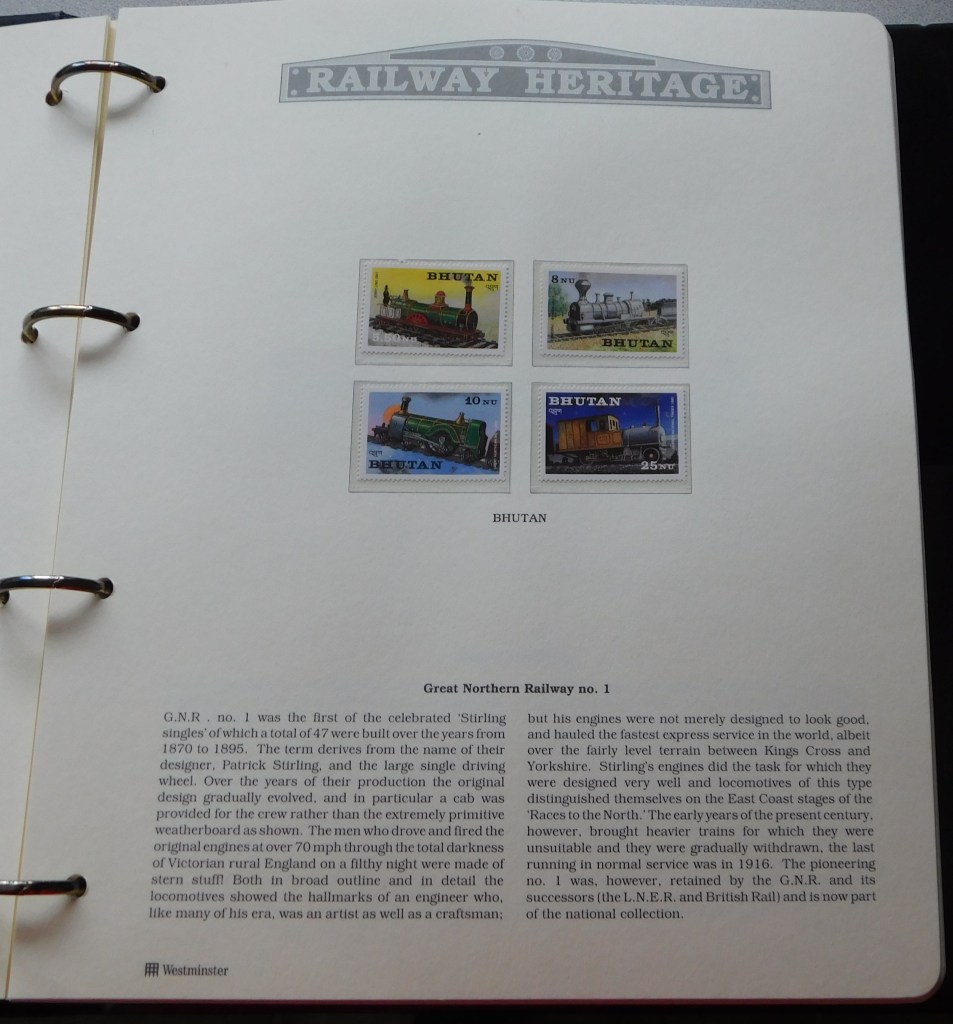 RAILWAY HERITAGE
BHUTAN
5.50NU
8NU
BHUTAN
10NU
BHUTAN
BHUTAN
25NU
BHUTAN
Great Northern Railway no. 1
G.N.R . no. 1 was the first of the celebrated 'Stirling
singles' of which a total of 47 were built over the years from
1870 to 1895. The term derives from the name of their
designer, Patrick Stirling, and the large single driving
wheel. Over the years of their production the original
design gradually evolved, and in particular a cab was
provided for the crew rather than the extremely primitive
weatherboard as shown. The men who drove and fired the
original engines at over 70 mph through the total darkness
of Victorian rural England on a filthy night were made of
stern stuff! Both in broad outline and in detail the
locomotives showed the hallmarks of an engineer who,
like many of his era, was an artist as well as a craftsman;
but his engines were not merely designed to look good,
and hauled the fastest express service in the world, albeit
over the fairly level terrain between Kings Cross and
Yorkshire. Stirling's engines did the task for which they
were designed very well and locomotives of this type
distinguished themselves on the East Coast stages of the
'Races to the North.' The early years of the present century,
however, brought heavier trains for which they were
unsuitable and they were gradually withdrawn, the last
running in normal service was in 1916. The pioneering
no. 1 was, however, retained by the G.N.R. and its
successors (the L.N.E.R. and British Rail) and is now part
of the national collection.
Westminster